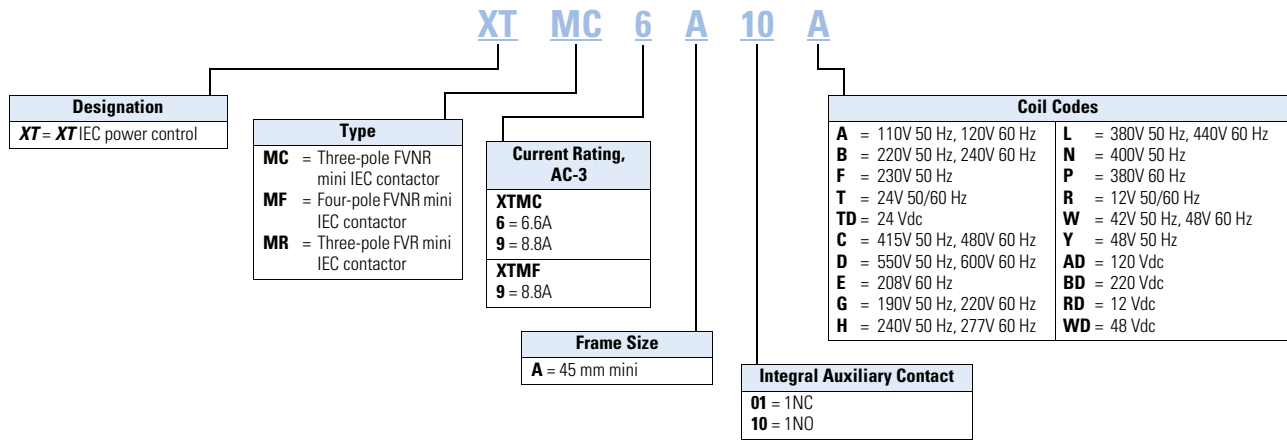 XT MC 6 A 10 A
Designation
XT = XT IEC power control
Type
MC = Three-pole FVNR
mini IEC contactor
MF = Four-pole FVNR mini
IEC contactor
MR = Three-pole FVR mini
IEC contactor
Current Rating,
AC-3
XTMC
6 = 6.6A
9 = 8.8A
XTMF
9 = 8.8A
Frame Size
A = 45 mm mini
Integral Auxiliary Contact
01 = 1NC
10 = 1NO
Coil Codes
A = 110V 50 Hz, 120V 60 Hz
B = 220V 50 Hz, 240V 60 Hz
F = 230V 50 Hz
T = 24V 50/60 Hz
TD = 24 Vdc
C = 415V 50 Hz, 480V 60 Hz
D = 550V 50 Hz, 600V 60 Hz
E = 208V 60 Hz
G = 190V 50 Hz, 220V 60 Hz
H = 240V 50 Hz, 277V 60 Hz
L = 380V 50 Hz, 440V 60 Hz
N = 400V 50 Hz
P = 380V 60 Hz
R = 12V 50/60 Hz
W = 42V 50 Hz, 48V 60 Hz
Y = 48V 50 Hz
AD = 120 Vdc
BD = 220 Vdc
RD = 12 Vdc
WD = 48 Vdc